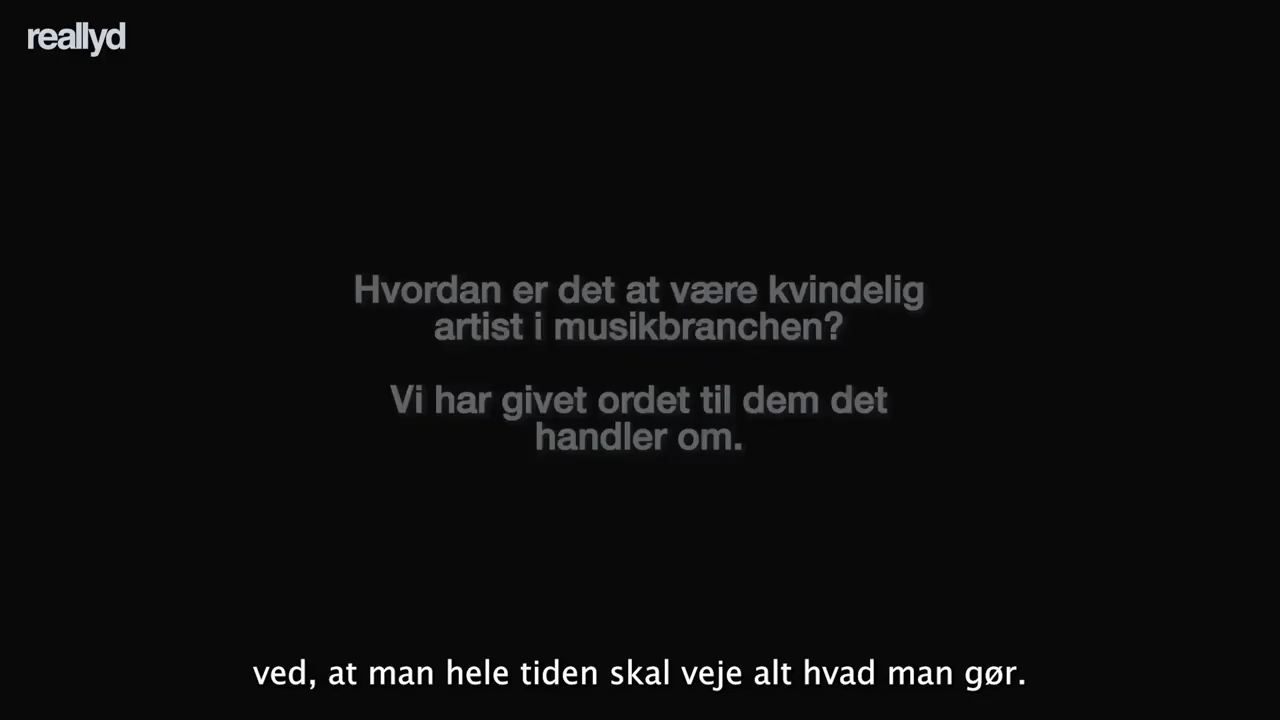 reallyd
Hvordan er det at være kvindelig
artist i musikbranchen?
Vi har givet ordet til dem det
handler om.
ved, at man hele tiden skal veje alt hvad man gør.